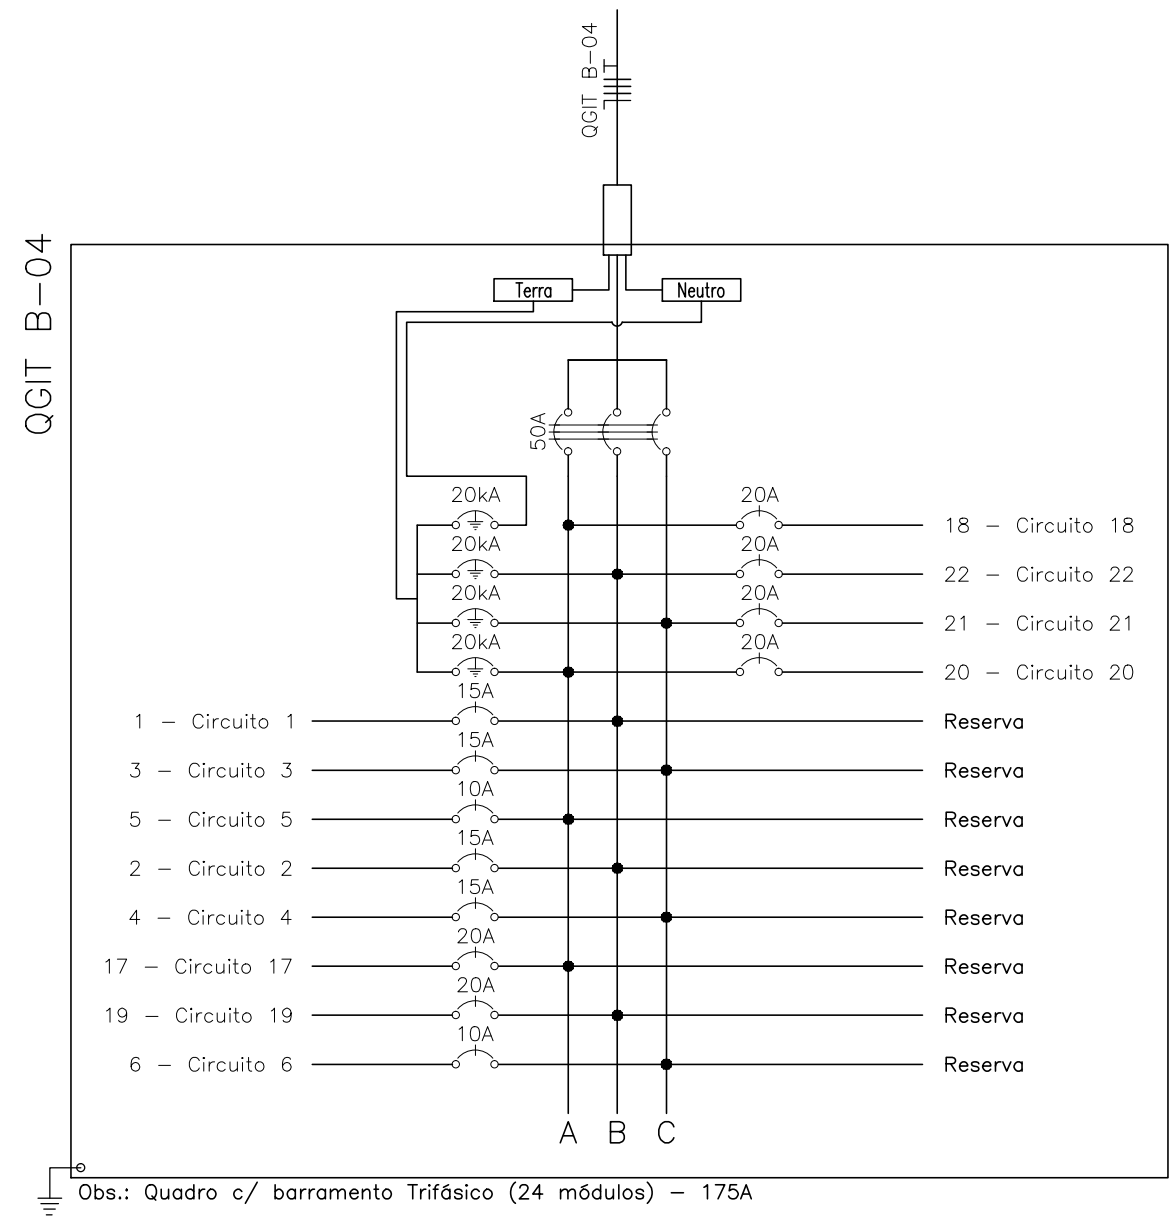 QGIT B-04
QGIT B-04
Terra
Neutro
50A
20kA
20A
18 - Circuito 18
20kA
20A
22 - Circuito 22
20kA
20A
21 - Circuito 21
20kA
20A
20 - Circuito 20
15A
1 - Circuito 1
Reserva
15A
3 - Circuito 3
Reserva
10A
5 - Circuito 5
Reserva
15A
2 - Circuito 2
Reserva
15A
4 - Circuito 4
Reserva
20A
17 - Circuito 17
Reserva
20A
19 - Circuito 19
Reserva
10A
6 - Circuito 6
Reserva
A B C
Obs.: Quadro c/ barramento Trifásico (24 módulos) - 175A